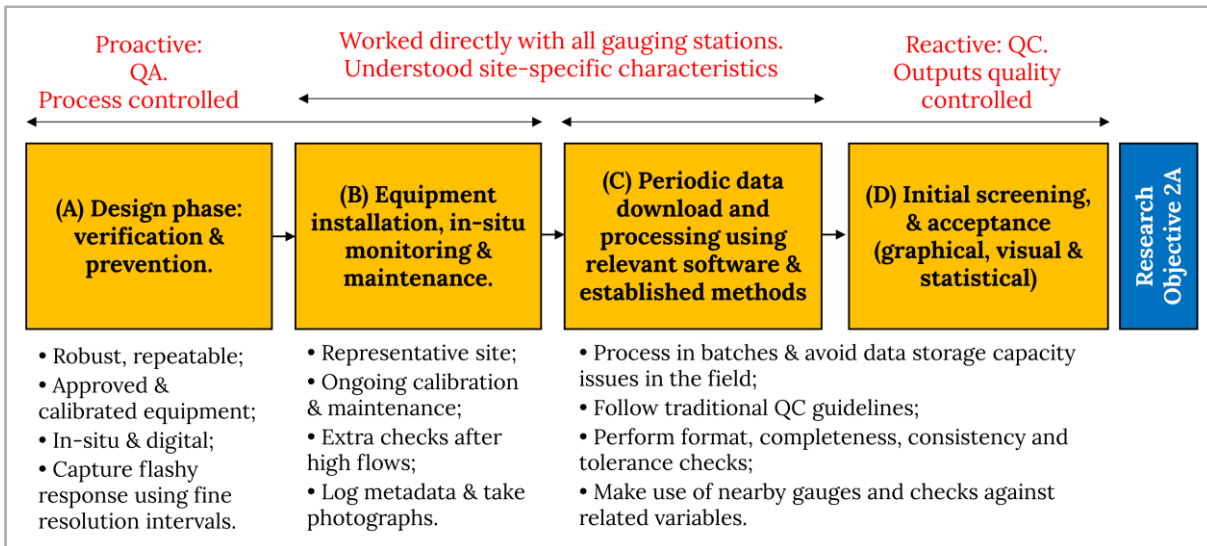 Proactive:
QA.
Process controlled
Worked directly with all gauging stations.
Understood site-specific characteristics
Reactive: QC.
Outputs quality
controlled
(A) Design phase:
verification &
prevention.
(B) Equipment
installation, in-situ
monitoring &
maintenance.
(C) Periodic data
download and
processing using
relevant software &
established methods
(D) Initial screening,
& acceptance
(graphical, visual &
statistical)
Research
Objective 2A
• Robust, repeatable;
• Approved &
calibrated equipment;
• In-situ & digital;
• Capture flashy
response using fine
resolution intervals.
• Representative site;
• Ongoing calibration
& maintenance;
• Extra checks after
high flows;
• Log metadata & take
photographs.
• Process in batches & avoid data storage capacity
issues in the field;
• Follow traditional QC guidelines;
• Perform format, completeness, consistency and
tolerance checks;
• Make use of nearby gauges and checks against
related variables.